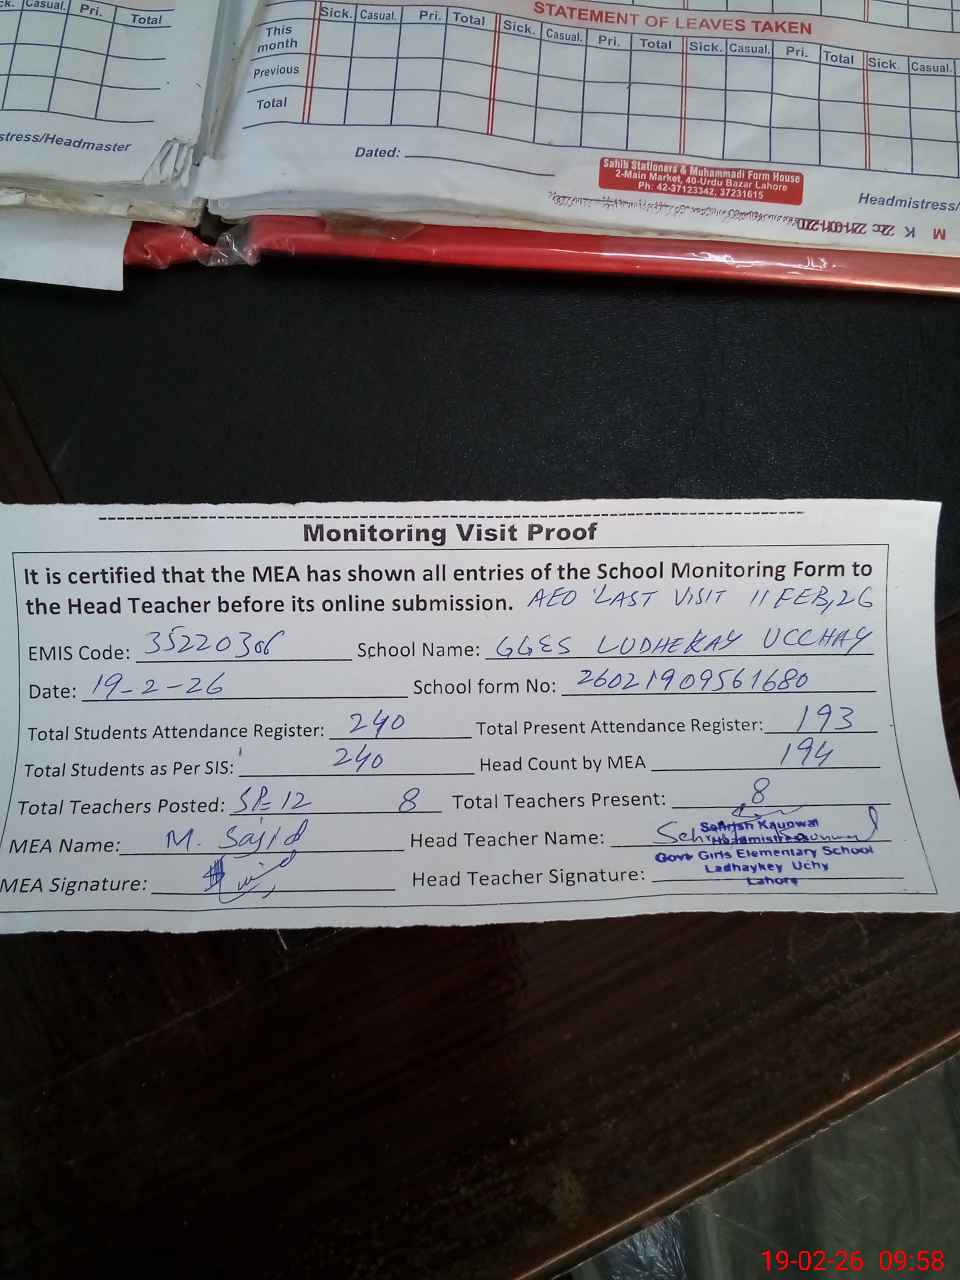 ck. Casual. Pri. Total
stress/Headmaster
STATEMENT OF LEAVES TAKEN
Sick. Casual. Pri. Total Sick. Casual. Pri. Total Sick. Casual. Pri. Total Sick. Casual.
This month
Previous
Total
Dated:
Sahib Stationers & Muhammadi Form House
2-Main Market, 40-Urdu Bazar Lahore
Ph: 42-37123342, 37231615
Headmistress/
Monitoring Visit Proof
It is certified that the MEA has shown all entries of the School Monitoring Form to
the Head Teacher before its online submission. AEO LAST VISIT 11 FEB,26
EMIS Code: 35220306 School Name: GGES LUDHEKAY UCCHAY
Date: 19-2-26 School form No: 26021909561680
Total Students Attendance Register: 240 Total Present Attendance Register: 193
Total Students as Per SIS: 240 Head Count by MEA 194
Total Teachers Posted: SP=12 8 Total Teachers Present: 8
MEA Name: M. Sajid Head Teacher Name:
Sehrish Kaunwal
Headmistress
Govt Girls Elementary School
Ladhaykey Uchy
Lahore
MEA Signature: Head Teacher Signature:
19-02-26 09:58